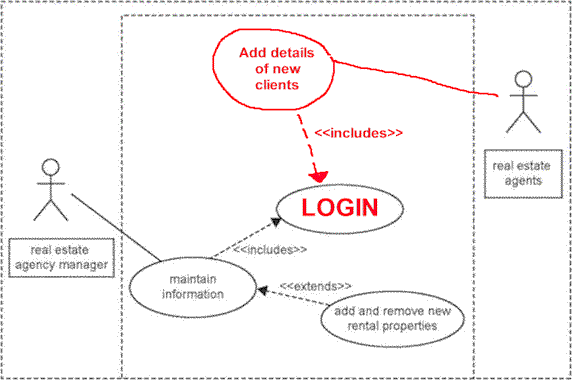 Add details
of new
clients
<<includes>>
real estate
agents
LOGIN
real estate
agency manager
<<includes>>
maintain
information
<<extends>>
add and remove new
rental properties